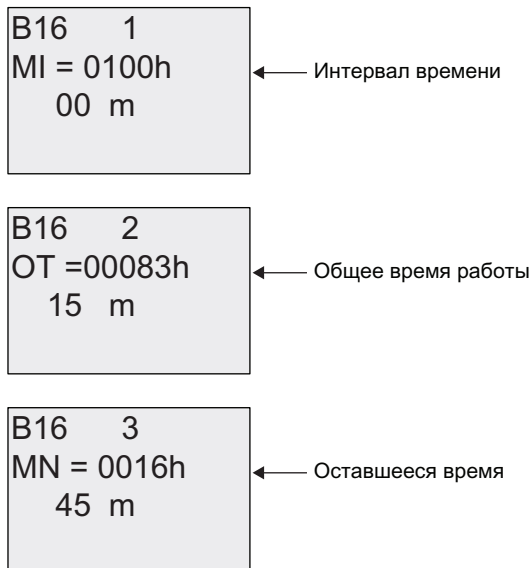 B16 1
MI = 0100h
00 m
Интервал времени
B16 2
OT =00083h
15 m
Общее время работы
B16 3
MN = 0016h
45 m
Оставшееся время